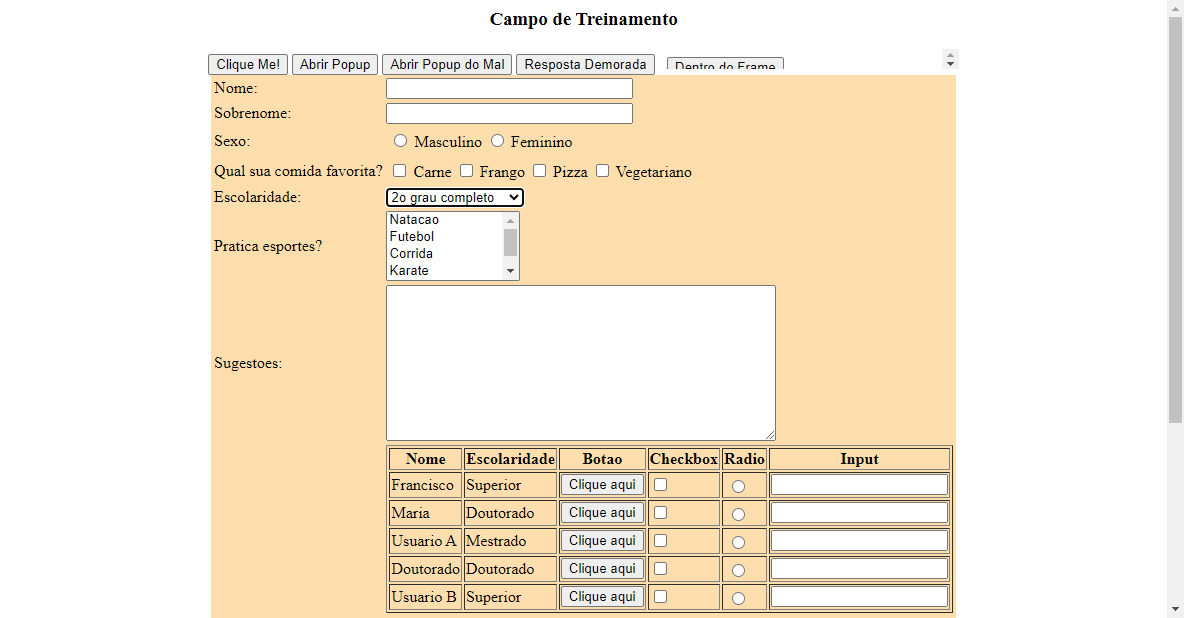 Campo de Treinamento
Clique Me! Abrir Popup Abrir Popup do Mal Resposta Demorada Dentro do Frame
Nome:
Sobrenome:
Sexo: Masculino Feminino
Qual sua comida favorita? Carne Frango Pizza Vegetariano
Escolaridade: 2o grau completo
Natacao
Futebol
Pratica esportes?
Corrida
Karate
Sugestoes:
Nome Escolaridade Botao Checkbox Radio Input
Francisco Superior Clique aqui
Maria Doutorado Clique aqui
Usuario A Mestrado Clique aqui
Doutorado Doutorado Clique aqui
Usuario B Superior Clique aqui